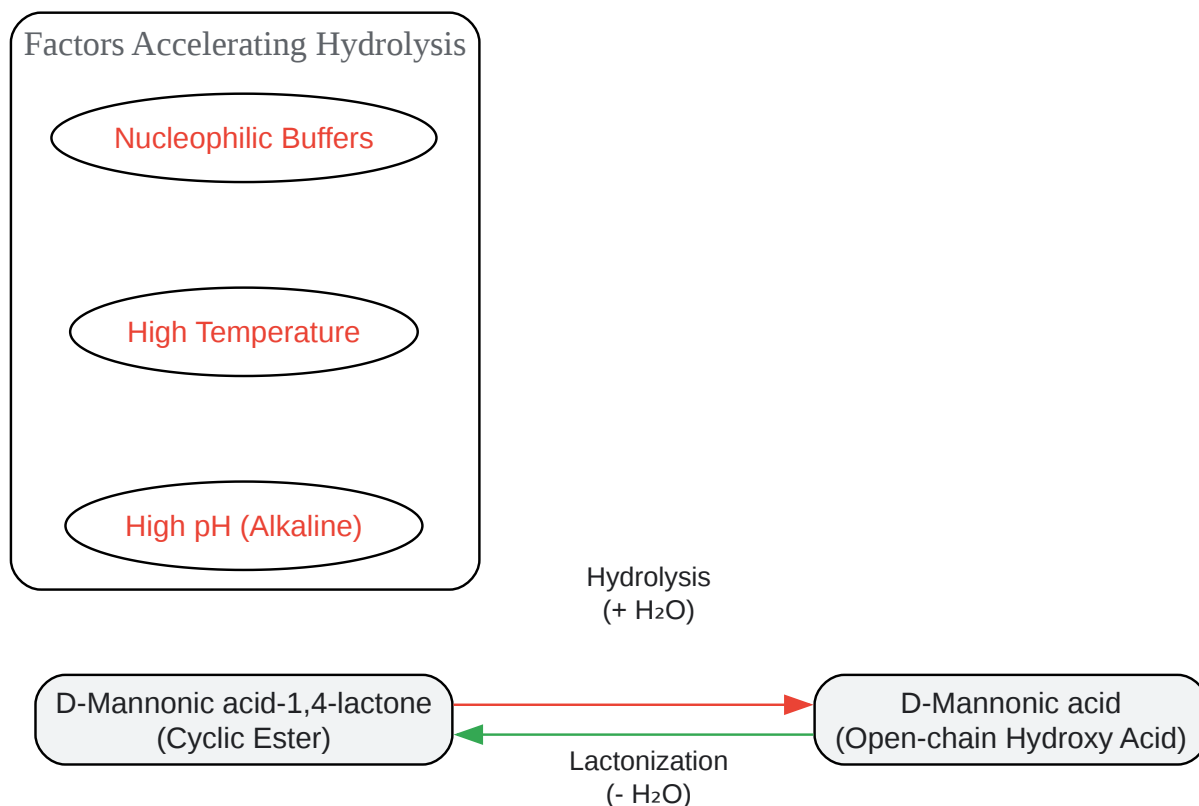 Factors Accelerating Hydrolysis
Nucleophilic Buffers
High Temperature
High pH (Alkaline)
Hydrolysis
(+ H₂O)
D-Mannonic acid-1,4-lactone
(Cyclic Ester)
D-Mannonic acid
(Open-chain Hydroxy Acid)
Lactonization
(- H₂O)